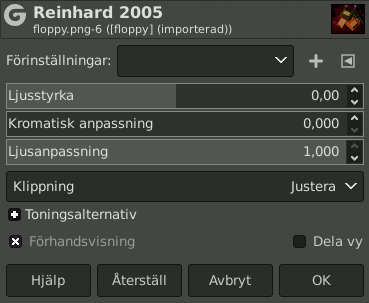 Reinhard 2005
floppy.png-6 ([floppy] (importerad))
Förinställningar:
Ljusstyrka 0,00
Kromatisk anpassning 0,000
Ljusanpassning 1,000
Klippning Justera
Toningsalternativ
Förhandsvisning Dela vy
Hjälp Återställ Avbryt OK